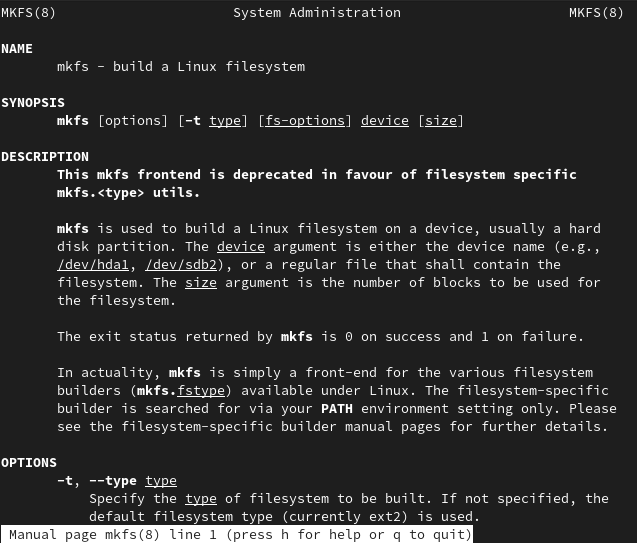 MKFS(8) System Administration MKFS(8)
NAME
mkfs - build a Linux filesystem
SYNOPSIS
mkfs [options] [-t type] [fs-options] device [size]
DESCRIPTION
This mkfs frontend is deprecated in favour of filesystem specific
mkfs.<type> utils.
mkfs is used to build a Linux filesystem on a device, usually a hard
disk partition. The device argument is either the device name (e.g.,
/dev/hda1, /dev/sdb2), or a regular file that shall contain the
filesystem. The size argument is the number of blocks to be used for
the filesystem.
The exit status returned by mkfs is 0 on success and 1 on failure.
In actuality, mkfs is simply a front-end for the various filesystem
builders (mkfs.fstype) available under Linux. The filesystem-specific
builder is searched for via your PATH environment setting only. Please
see the filesystem-specific builder manual pages for further details.
OPTIONS
-t, --type type
Specify the type of filesystem to be built. If not specified, the
default filesystem type (currently ext2) is used.
Manual page mkfs(8) line 1 (press h for help or q to quit)